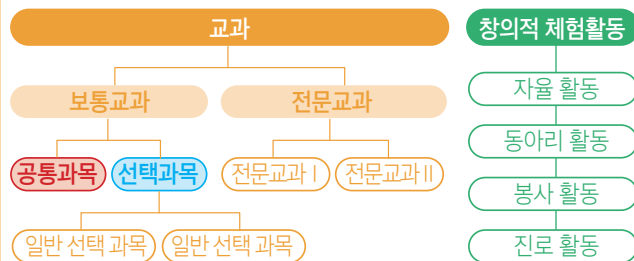 교과
보통교과
전문교과
공통과목
선택과목
전문교과 I
전문교과 II
일반 선택 과목
일반 선택 과목
창의적 체험활동
자율 활동
동아리 활동
봉사 활동
진로 활동